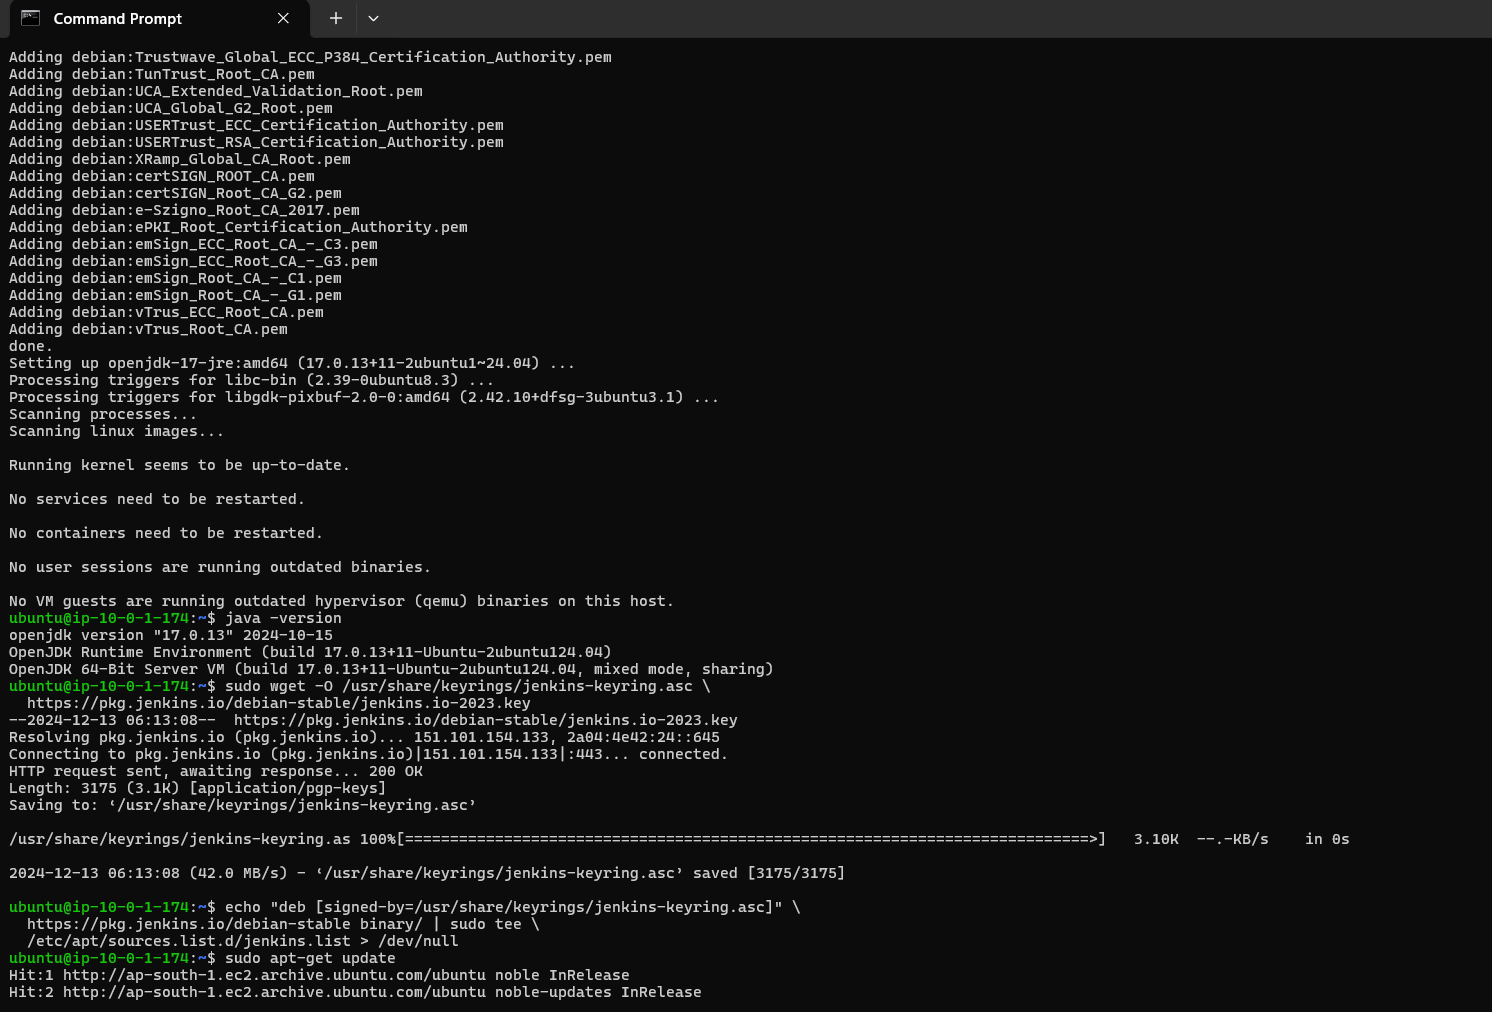 Command Prompt
Adding debian:Trustwave_Global_ECC_P384_Certification_Authority.pem
Adding debian:TunTrust_Root_CA.pem
Adding debian:UCA_Extended_Validation_Root.pem
Adding debian:UCA_Global_G2_Root.pem
Adding debian:USERTrust_ECC_Certification_Authority.pem
Adding debian:USERTrust_RSA_Certification_Authority.pem
Adding debian:XRamp_Global_CA_Root.pem
Adding debian:certSIGN_ROOT_CA.pem
Adding debian:certSIGN_Root_CA_G2.pem
Adding debian:e-Szigno_Root_CA_2017.pem
Adding debian:ePKI_Root_Certification_Authority.pem
Adding debian:emSign_ECC_Root_CA_-_C3.pem
Adding debian:emSign_ECC_Root_CA_-_G3.pem
Adding debian:emSign_Root_CA_-_C1.pem
Adding debian:emSign_Root_CA_-_G1.pem
Adding debian:vTrus_ECC_Root_CA.pem
Adding debian:vTrus_Root_CA.pem
done.
Setting up openjdk-17-jre:amd64 (17.0.13+11-2ubuntu1~24.04) ...
Processing triggers for libc-bin (2.39-0ubuntu8.3) ...
Processing triggers for libgdk-pixbuf-2.0-0:amd64 (2.42.10+dfsg-3ubuntu3.1) ...
Scanning processes...
Scanning linux images...
Running kernel seems to be up-to-date.
No services need to be restarted.
No containers need to be restarted.
No user sessions are running outdated binaries.
No VM guests are running outdated hypervisor (qemu) binaries on this host.
ubuntu@ip-10-0-1-174:~$ java -version
openjdk version "17.0.13" 2024-10-15
OpenJDK Runtime Environment (build 17.0.13+11-Ubuntu-2ubuntu124.04)
OpenJDK 64-Bit Server VM (build 17.0.13+11-Ubuntu-2ubuntu124.04, mixed mode, sharing)
ubuntu@ip-10-0-1-174:~$ sudo wget -O /usr/share/keyrings/jenkins-keyring.asc \
https://pkg.jenkins.io/debian-stable/jenkins.io-2023.key
--2024-12-13 06:13:08--  https://pkg.jenkins.io/debian-stable/jenkins.io-2023.key
Resolving pkg.jenkins.io (pkg.jenkins.io)... 151.101.154.133, 2a04:4e42:24::645
Connecting to pkg.jenkins.io (pkg.jenkins.io)|151.101.154.133|:443... connected.
HTTP request sent, awaiting response... 200 OK
Length: 3175 (3.1K) [application/pgp-keys]
Saving to: ‘/usr/share/keyrings/jenkins-keyring.asc’
/usr/share/keyrings/jenkins-keyring.as 100%[============================================================================>]   3.10K  --.-KB/s    in 0s
2024-12-13 06:13:08 (42.0 MB/s) - ‘/usr/share/keyrings/jenkins-keyring.asc’ saved [3175/3175]
ubuntu@ip-10-0-1-174:~$ echo "deb [signed-by=/usr/share/keyrings/jenkins-keyring.asc]" \
https://pkg.jenkins.io/debian-stable binary/ | sudo tee \
/etc/apt/sources.list.d/jenkins.list > /dev/null
ubuntu@ip-10-0-1-174:~$ sudo apt-get update
Hit:1 http://ap-south-1.ec2.archive.ubuntu.com/ubuntu noble InRelease
Hit:2 http://ap-south-1.ec2.archive.ubuntu.com/ubuntu noble-updates InRelease